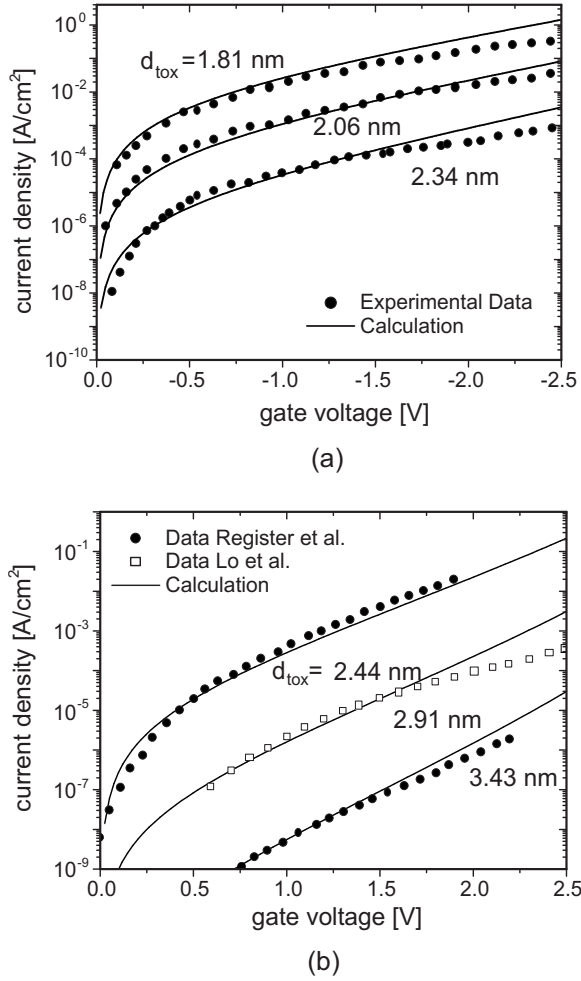 10^0
10^-2
10^-4
10^-6
10^-8
10^-10
current density [A/cm^2]
d_tox=1.81 nm
2.06 nm
2.34 nm
Experimental Data
Calculation
0.0 -0.5 -1.0 -1.5 -2.0 -2.5
gate voltage [V]
(a)
10^-1
10^-3
10^-5
10^-7
10^-9
current density [A/cm^2]
Data Register et al.
Data Lo et al.
Calculation
d_tox= 2.44 nm
2.91 nm
3.43 nm
0.0 0.5 1.0 1.5 2.0 2.5
gate voltage [V]
(b)